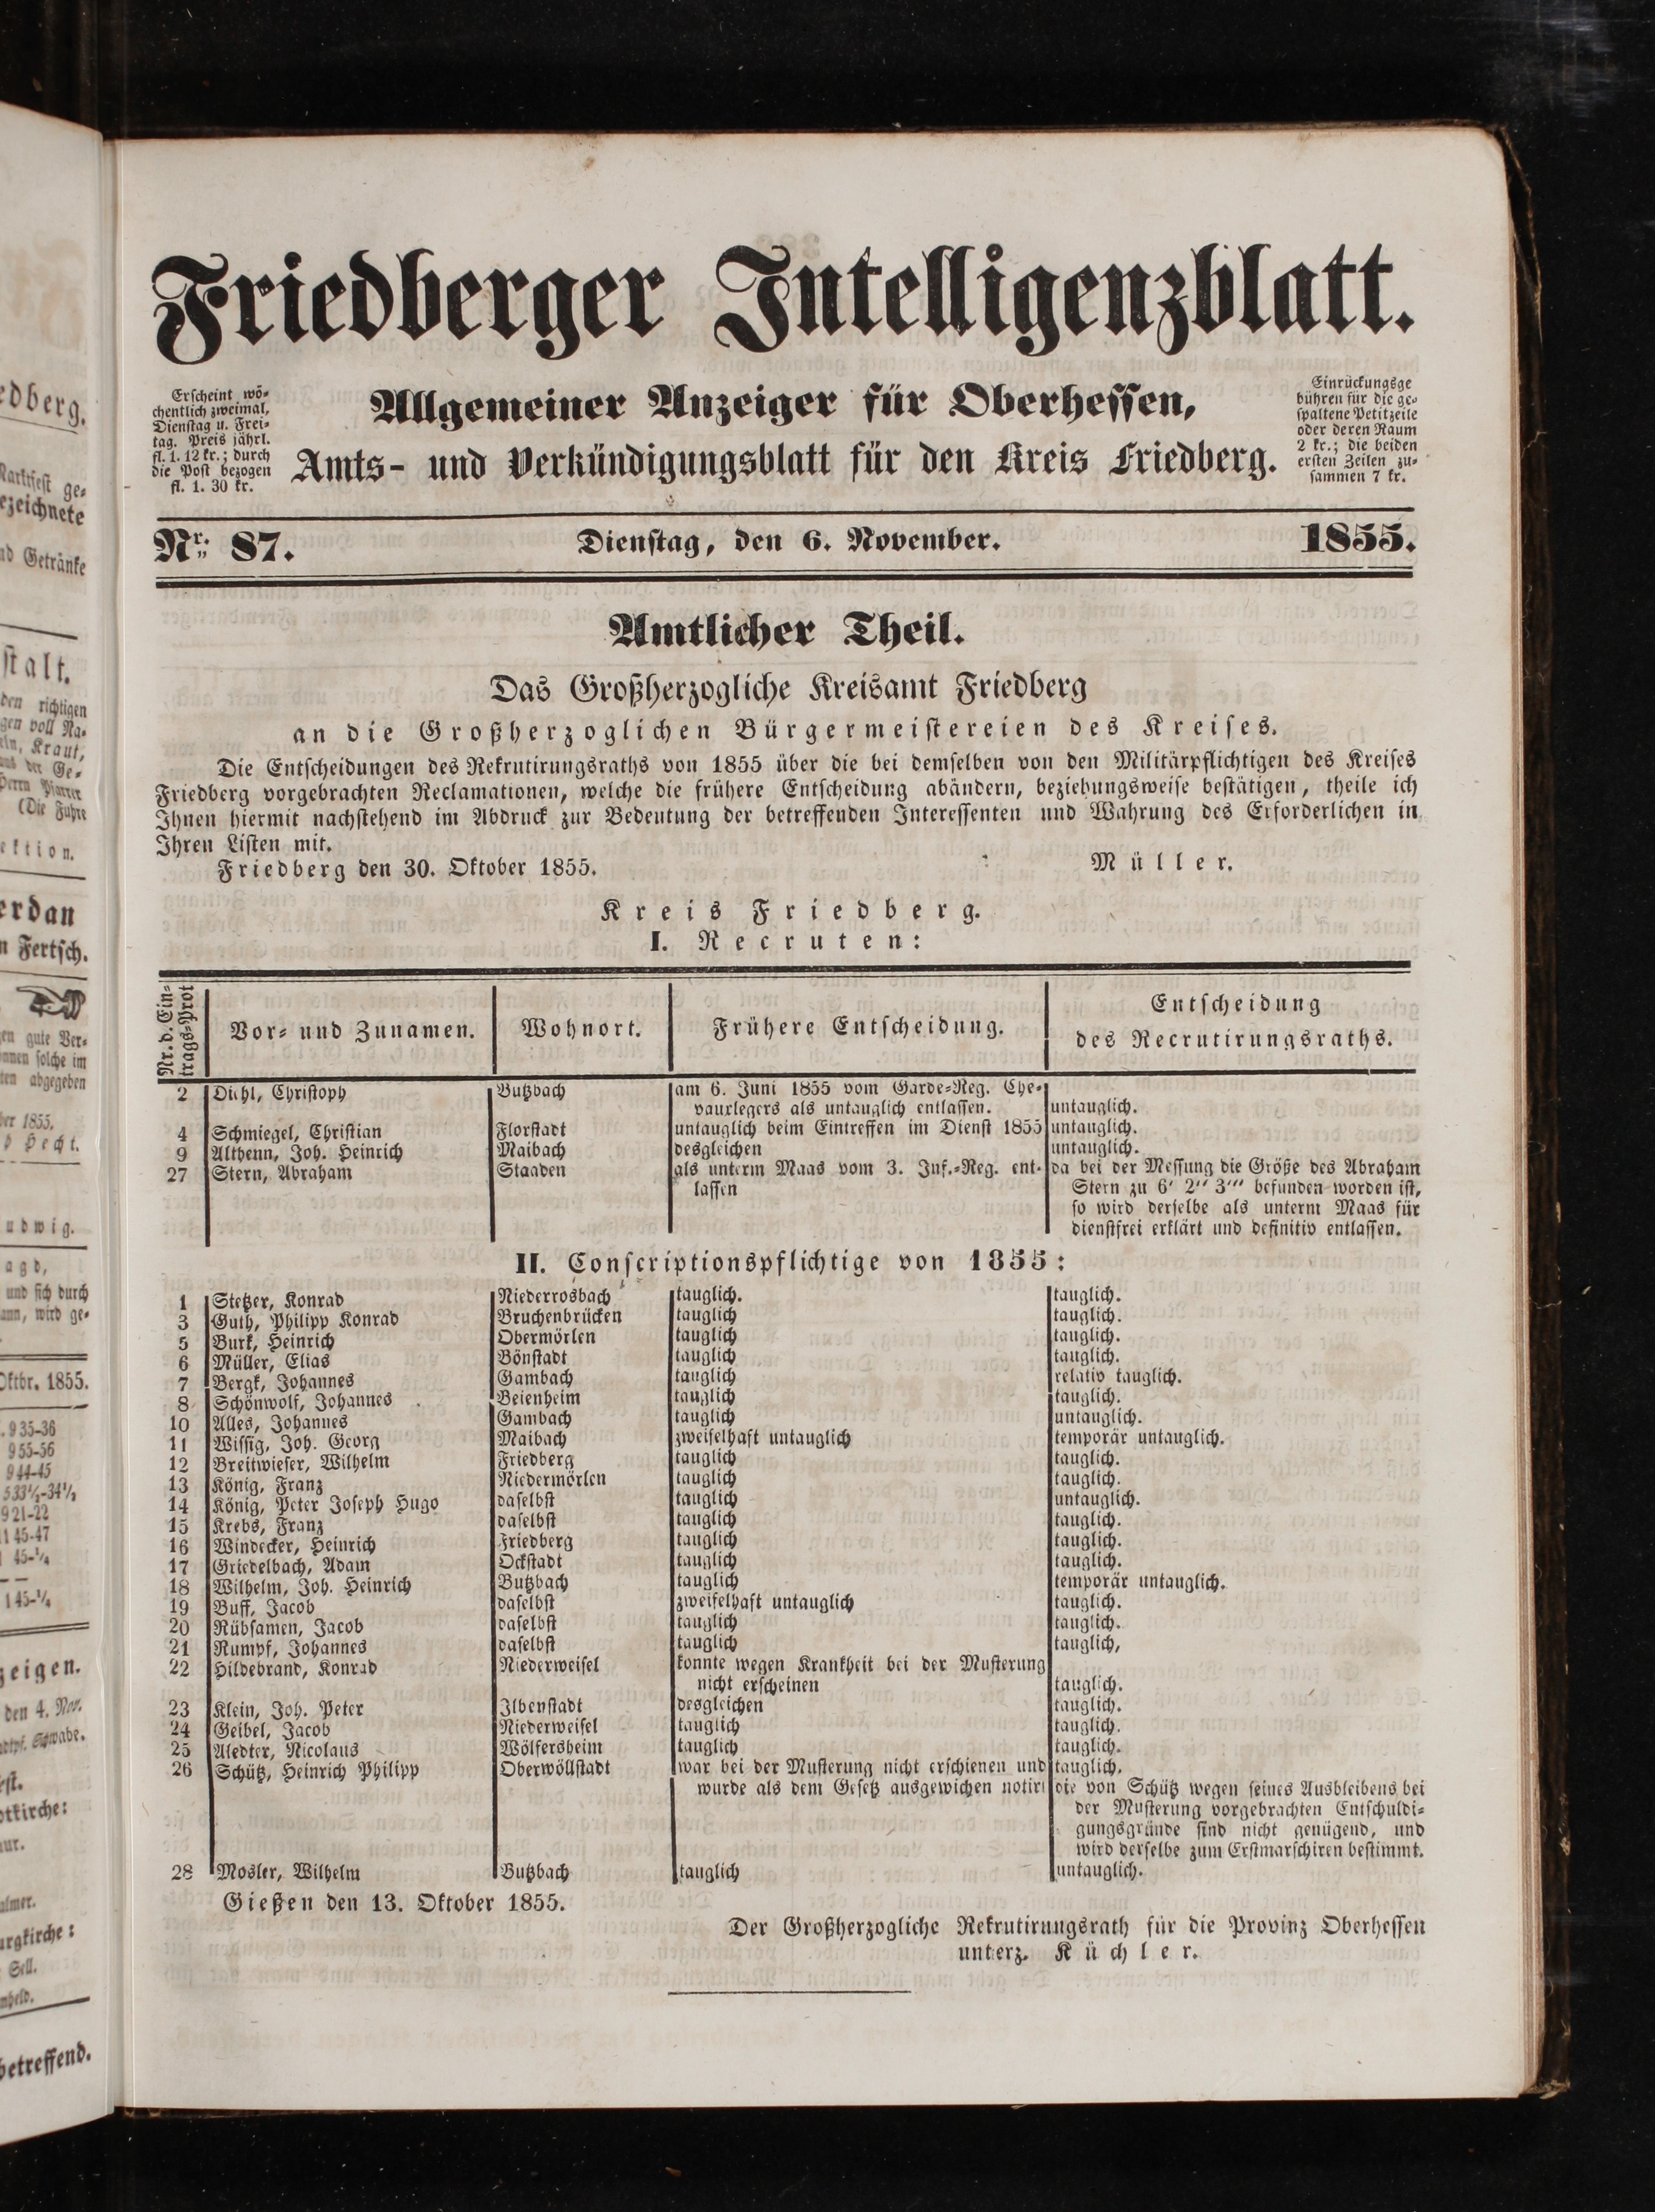 Friedberger Intelligenzblatt.
Erscheint wö-
chentlich zweimal,
Dienstag u. Frei-
tag. Preis jährl.
fl. 1. 12 kr.; durch
die Post bezogen
fl. 1. 30 kr.
Allgemeiner Anzeiger für Oberhessen,
Amts- und Verkündigungsblatt für den Kreis Friedberg.
Einrückungsge
bühren für die ge-
spaltene Petitzeile
oder deren Raum
2 kr.; die beiden
ersten Zeilen zu-
sammen 7 kr.
Nr. 87. Dienstag, den 6. November. 1855.
Amtlicher Theil.
Das Großherzogliche Kreisamt Friedberg
an die Großherzoglichen Bürgermeistereien des Kreises.
Die Entscheidungen des Rekrutirungsraths von 1855 über die bei demselben von den Militärpflichtigen des Kreises
Friedberg vorgebrachten Reclamationen, welche die frühere Entscheidung abändern, beziehungsweise bestätigen, theile ich
Ihnen hiermit nachstehend im Abdruck zur Bedeutung der betreffenden Interessenten und Wahrung des Erforderlichen in
Ihren Listen mit.
Friedberg den 30. Oktober 1855. Müller.
Kreis Friedberg.
I. Recruten:
Nr. d. Ein-
trags-Prot
Vor- und Zunamen. Wohnort. Frühere Entscheidung. Entscheidung
des Recrutirungsraths.
2 Diehl, Christoph Butzbach am 6. Juni 1855 vom Garde-Reg. Che-
vauxlegers als untauglich entlassen. untauglich.
4 Schmiegel, Christian Florstadt untauglich beim Eintreffen im Dienst 1855 untauglich.
9 Althenn, Joh. Heinrich Maibach desgleichen untauglich.
27 Stern, Abraham Staaden als unterm Maas vom 3. Inf.-Reg. ent- da bei der Messung die Größe des Abraham
lassen Stern zu 6' 2'' 3''' befunden worden ist,
so wird derselbe als unterm Maas für
dienstfrei erklärt und definitiv entlassen.
II. Conscriptionspflichtige von 1855:
1 Stetzer, Konrad Niederrosbach tauglich. tauglich.
3 Guth, Philipp Konrad Bruchenbrücken tauglich tauglich.
5 Burk, Heinrich Obermörlen tauglich tauglich.
6 Müller, Elias Bönstadt tauglich tauglich.
7 Bergk, Johannes Gambach tauglich relativ tauglich.
8 Schönwolf, Johannes Beienheim tauglich tauglich.
10 Alles, Johannes Gambach tauglich untauglich.
11 Wissig, Joh. Georg Maibach zweifelhaft untauglich temporär untauglich.
12 Breitwieser, Wilhelm Friedberg tauglich tauglich.
13 König, Franz Niedermörlen tauglich tauglich.
14 König, Peter Joseph Hugo daselbst tauglich untauglich.
15 Krebs, Franz daselbst tauglich tauglich.
16 Windecker, Heinrich Friedberg tauglich tauglich.
17 Griedelbach, Adam Ockstadt tauglich tauglich.
18 Wilhelm, Joh. Heinrich Butzbach tauglich temporär untauglich.
19 Buff, Jacob daselbst zweifelhaft untauglich tauglich.
20 Rübsamen, Jacob daselbst tauglich tauglich.
21 Rumpf, Johannes daselbst tauglich tauglich,
22 Hildebrand, Konrad Niederweisel konnte wegen Krankheit bei der Musterung
nicht erscheinen tauglich.
23 Klein, Joh. Peter Ilbenstadt desgleichen tauglich.
24 Geibel, Jacob Niederweisel tauglich tauglich.
25 Aledter, Nicolaus Wölfersheim tauglich tauglich.
26 Schütz, Heinrich Philipp Oberwöllstadt war bei der Musterung nicht erschienen und tauglich.
wurde als dem Gesetz ausgewichen notirt die von Schütz wegen seines Ausbleibens bei
der Musterung vorgebrachten Entschuldi-
gungsgründe sind nicht genügend, und
wird derselbe zum Erstmarschiren bestimmt.
28 Mosler, Wilhelm Butzbach tauglich untauglich.
Gießen den 13. Oktober 1855.
Der Großherzogliche Rekrutirungsrath für die Provinz Oberhessen
unterz. Küchler.